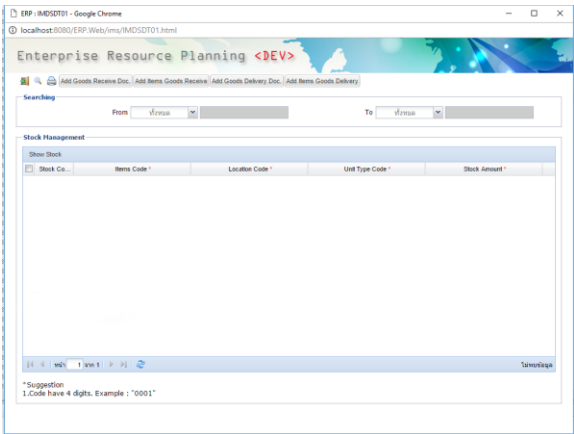 ERP : IMDSDT01 - Google Chrome
localhost:8080/ERP.Web/ims/IMDSDT01.html
Enterprise Resource Planning <DEV>
Add Goods Receive Doc. Add Items Goods Receive Add Goods Delivery Doc. Add Items Goods Delivery
Searching
From ทั้งหมด To ทั้งหมด
Stock Management
Show Stock
Stock Co... Items Code * Location Code * Unit Type Code * Stock Amount *
หน้า 1 จาก 1 ไม่พบข้อมูล
*Suggestion
1.Code have 4 digits. Example : "0001"